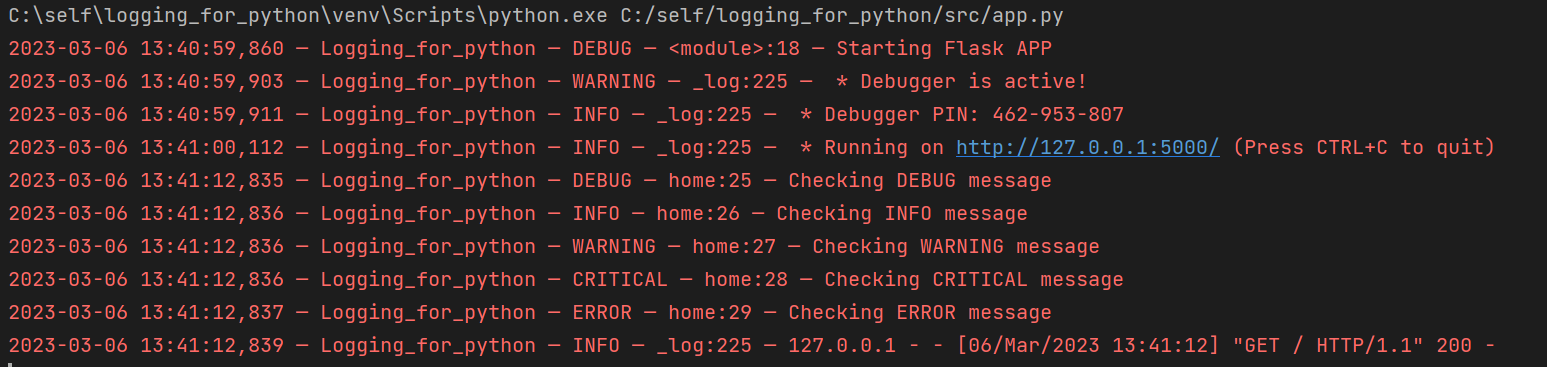 C:\self\logging_for_python\venv\Scripts\python.exe C:/self/logging_for_python/src/app.py
2023-03-06 13:40:59,860 — Logging_for_python — DEBUG — <module>:18 — Starting Flask APP
2023-03-06 13:40:59,903 — Logging_for_python — WARNING — _log:225 —  * Debugger is active!
2023-03-06 13:40:59,911 — Logging_for_python — INFO — _log:225 —  * Debugger PIN: 462-953-807
2023-03-06 13:41:00,112 — Logging_for_python — INFO — _log:225 —  * Running on http://127.0.0.1:5000/ (Press CTRL+C to quit)
2023-03-06 13:41:12,835 — Logging_for_python — DEBUG — home:25 — Checking DEBUG message
2023-03-06 13:41:12,836 — Logging_for_python — INFO — home:26 — Checking INFO message
2023-03-06 13:41:12,836 — Logging_for_python — WARNING — home:27 — Checking WARNING message
2023-03-06 13:41:12,836 — Logging_for_python — CRITICAL — home:28 — Checking CRITICAL message
2023-03-06 13:41:12,837 — Logging_for_python — ERROR — home:29 — Checking ERROR message
2023-03-06 13:41:12,839 — Logging_for_python — INFO — _log:225 — 127.0.0.1 - - [06/Mar/2023 13:41:12] "GET / HTTP/1.1" 200 -